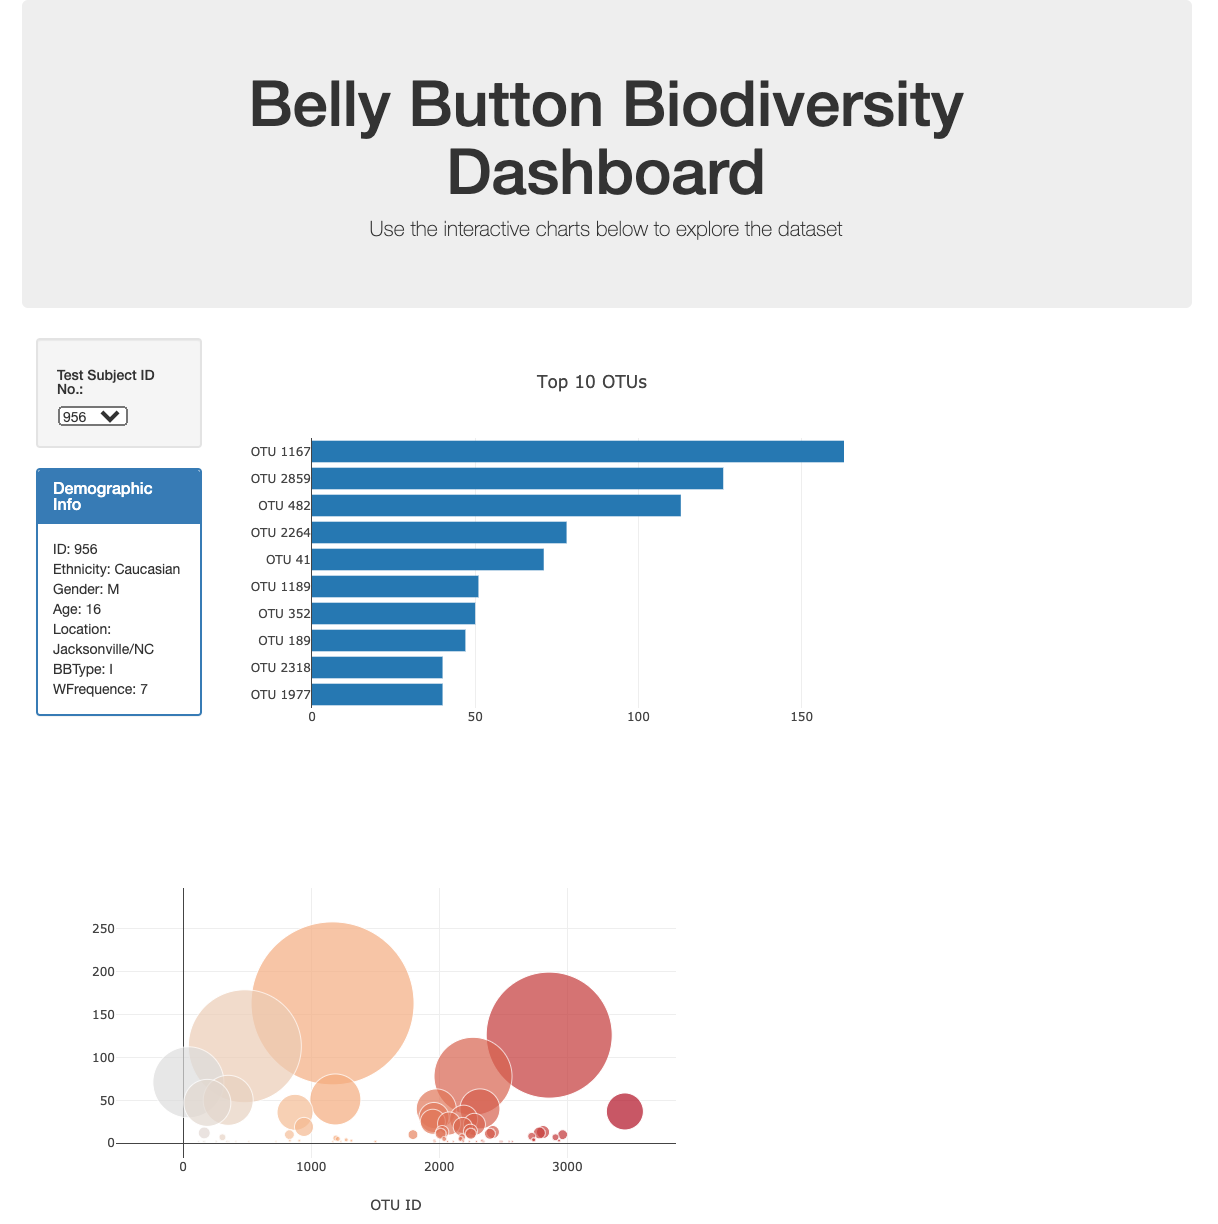 Belly Button Biodiversity
Dashboard
Use the interactive charts below to explore the dataset
Test Subject ID
No.:
956
Demographic
Info
ID: 956
Ethnicity: Caucasian
Gender: M
Age: 16
Location:
Jacksonville/NC
BBType: I
WFrequence: 7
Top 10 OTUs
OTU 1167
OTU 2859
OTU 482
OTU 2264
OTU 41
OTU 1189
OTU 352
OTU 189
OTU 2318
OTU 1977
0 50 100 150
250
200
150
100
50
0
0 1000 2000 3000
OTU ID